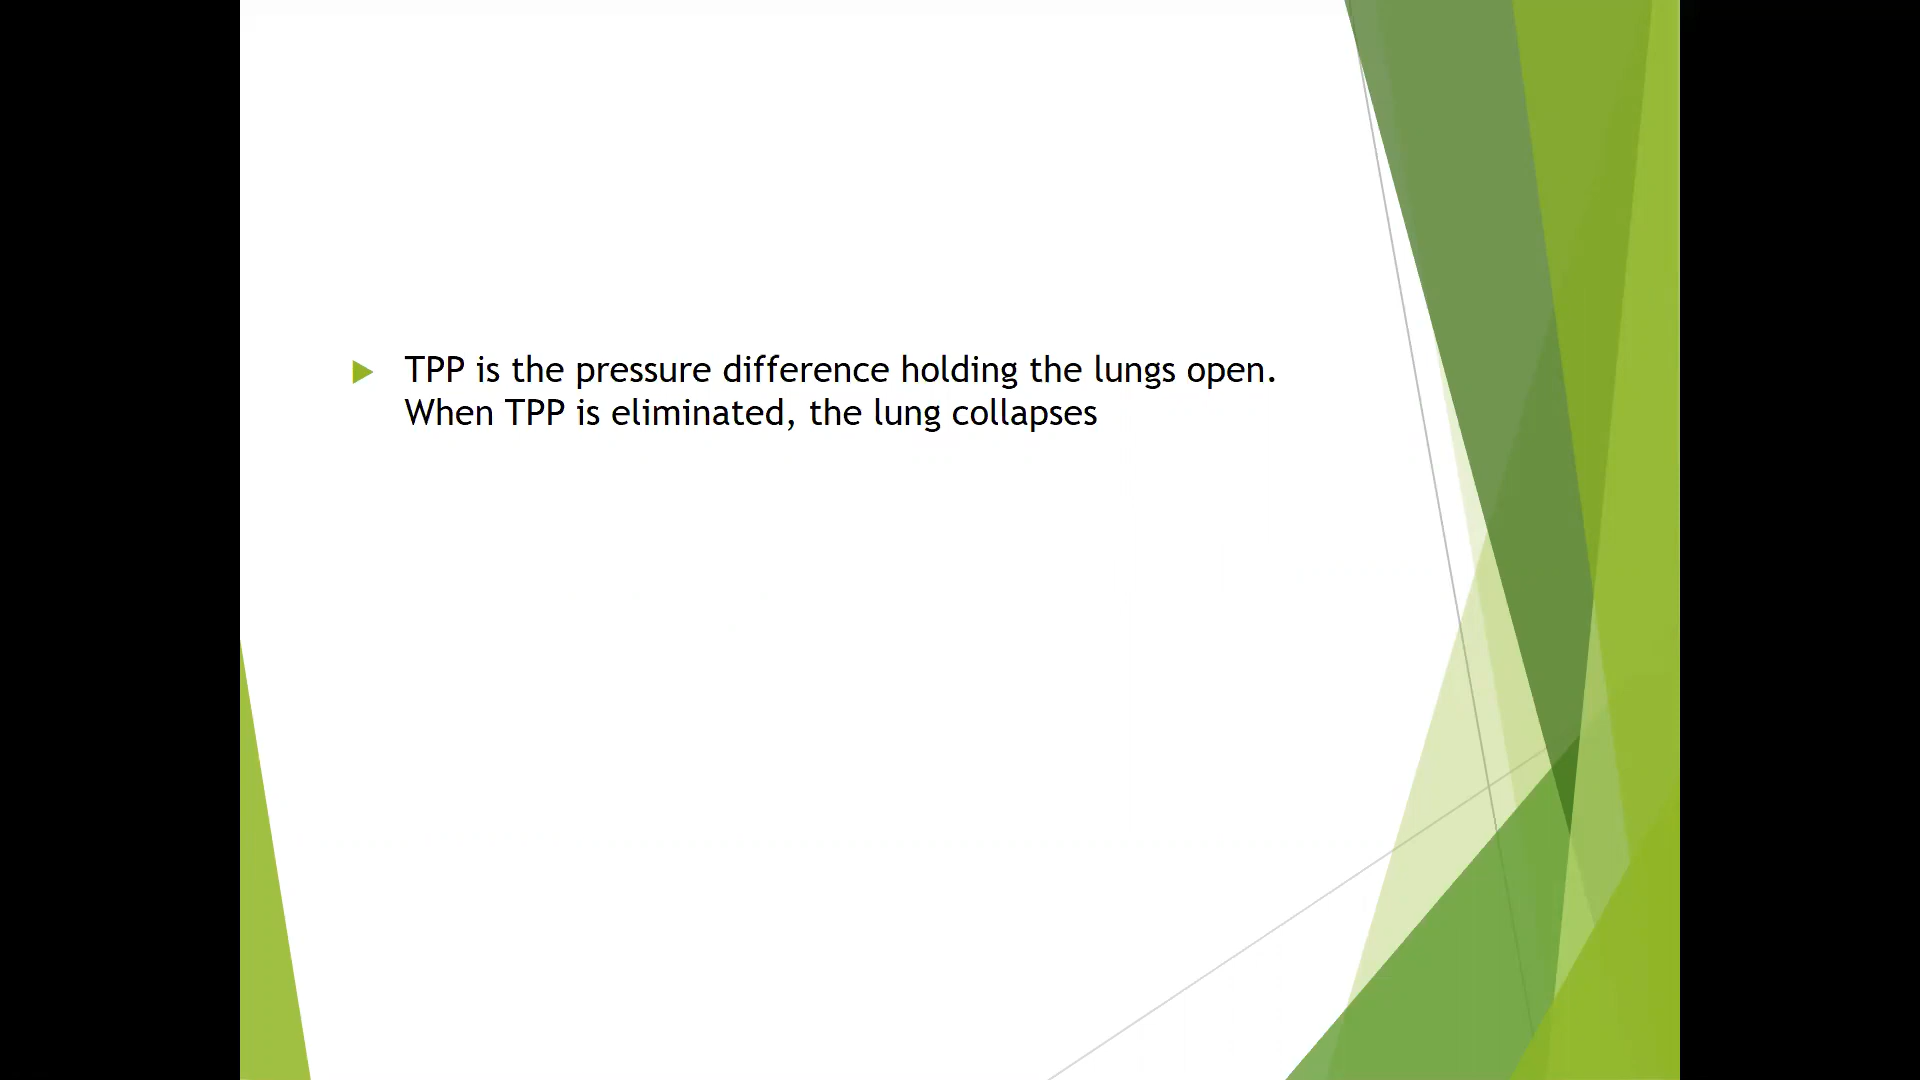 TPP is the pressure difference holding the lungs open.
When TPP is eliminated, the lung collapses